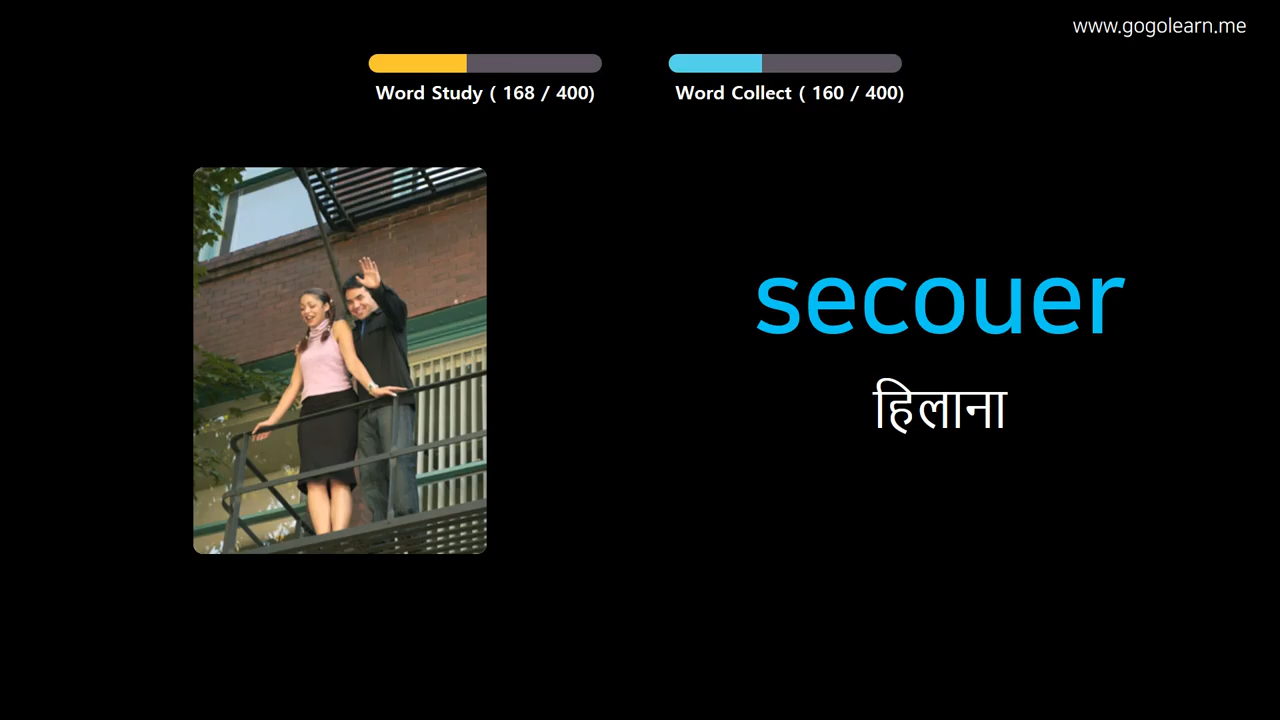 www.gogolearn.me
Word Study ( 168 / 400)
Word Collect ( 160 / 400)
secouer
हिलाना